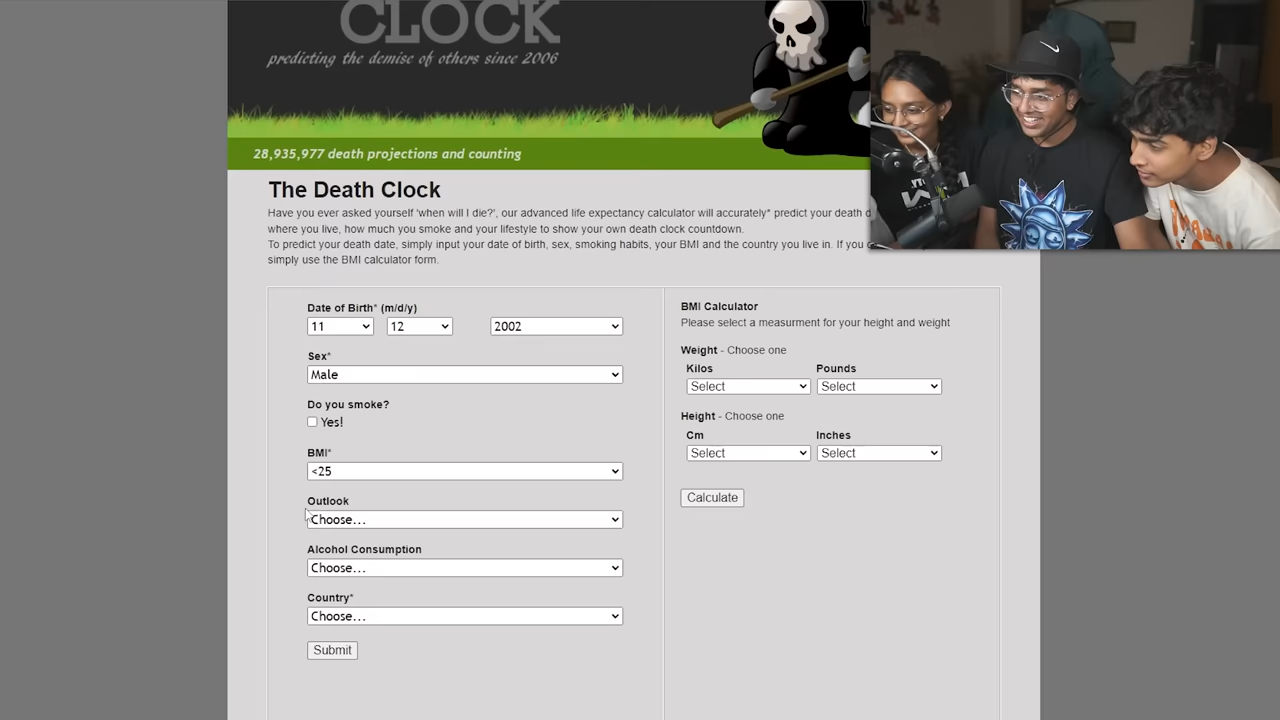 CLOCK
predicting the demise of others since 2006
28,935,977 death projections and counting
The Death Clock
Have you ever asked yourself 'when will I die?', our advanced life expectancy calculator will accurately* predict your death
where you live, how much you smoke and your lifestyle to show your own death clock countdown.
To predict your death date, simply input your date of birth, sex, smoking habits, your BMI and the country you live in. If you
simply use the BMI calculator form.
Date of Birth* (m/d/y)
11 12 2002
Sex*
Male
Do you smoke?
Yes!
BMI*
<25
Outlook
Choose...
Alcohol Consumption
Choose...
Country*
Choose...
Submit
BMI Calculator
Please select a measurment for your height and weight
Weight - Choose one
Kilos Pounds
Select Select
Height - Choose one
Cm Inches
Select Select
Calculate